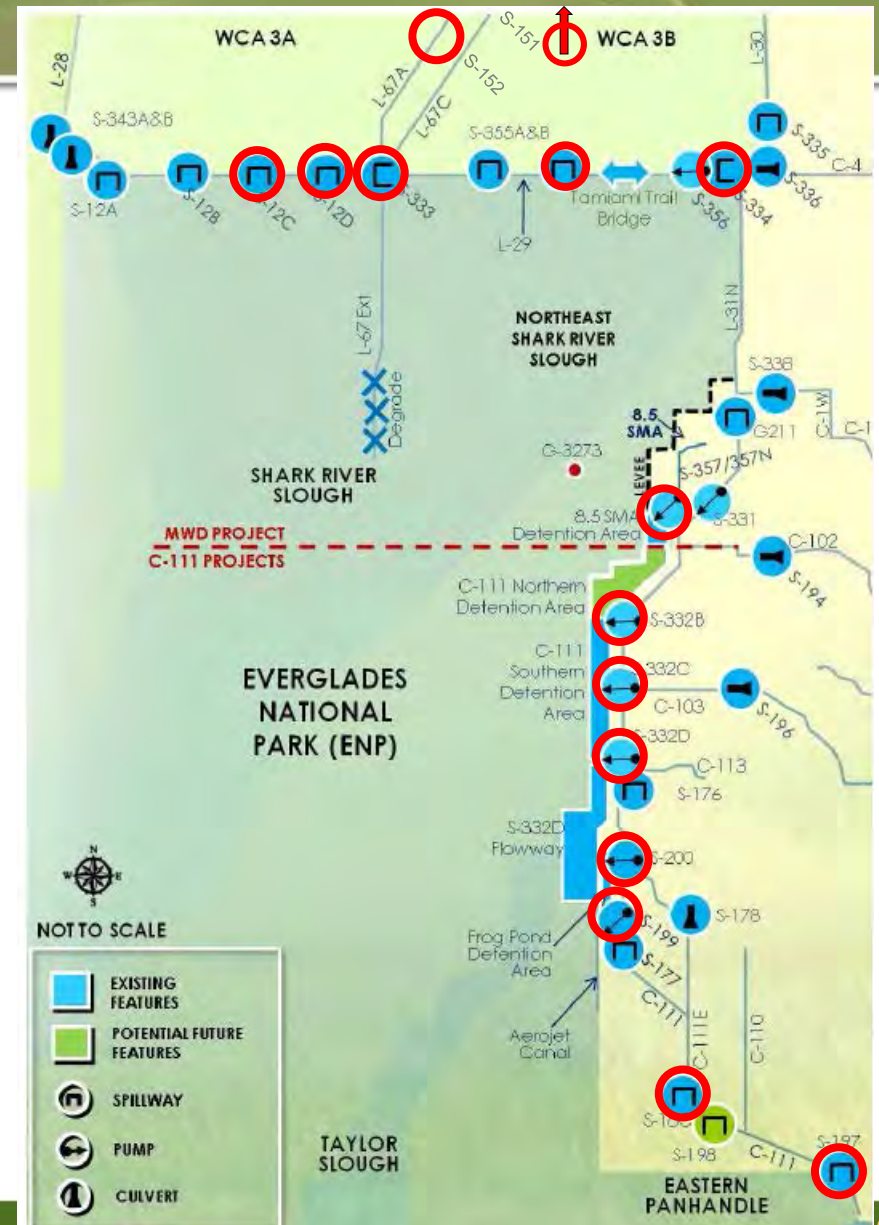 WCA 3A
S-151
WCA 3B
L-28
L-67A
S-152
L-67C
L-30
S-343A&B
S-355A&B
S-335
C-4
S-12A
S-12B
S-12C
S-12D
S-333
L-29
Tamiami Trail
Bridge
S-356
S-334
S-336
L-67 Ext
Degrade
NORTHEAST
SHARK RIVER
SLOUGH
L-31N
S-338
C-1W
C-1
8.5
SMA
G211
LEVEE
S-357/357N
G-3273
SHARK RIVER
SLOUGH
8.5 SMA
Detention Area
S-331
MWD PROJECT
C-111 PROJECTS
C-102
S-194
C-111 Northern
Detention Area
S-332B
C-111
Southern
Detention
Area
S-332C
C-103
S-196
EVERGLADES
NATIONAL
PARK (ENP)
S-332D
C-113
S-176
S-332D
Flowway
S-200
N
W
E
S
NOT TO SCALE
S-199
S-178
Frog Pond
Detention
Area
S-177
C-111
Aerojet
Canal
C-111E
C-110
EXISTING
FEATURES
POTENTIAL FUTURE
FEATURES
SPILLWAY
PUMP
CULVERT
TAYLOR
SLOUGH
S-198
C-111
S-197
EASTERN
PANHANDLE